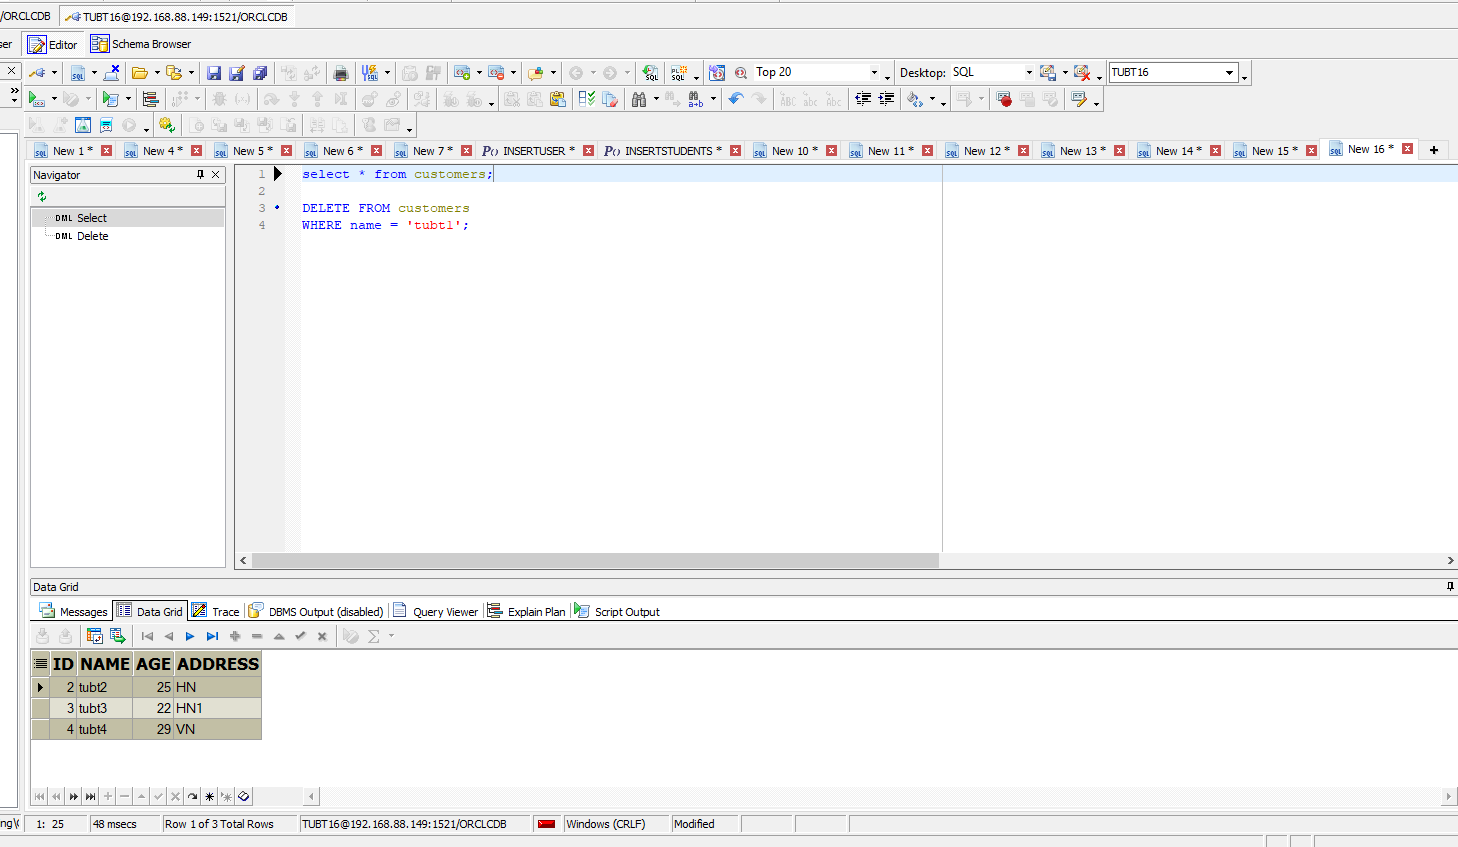 /ORCLCDB TUBT16@192.168.88.149:1521/ORCLCDB
ser Editor Schema Browser
Top 20 Desktop: SQL TUBT16
New 1 * New 4 * New 5 * New 6 * New 7 * INSERTUSER * INSERTSTUDENTS * New 10 * New 11 * New 12 * New 13 * New 14 * New 15 * New 16 *
Navigator
DML Select
DML Delete
1 select * from customers;
2
3 DELETE FROM customers
4 WHERE name = 'tubt1';
Data Grid
Messages Data Grid Trace DBMS Output (disabled) Query Viewer Explain Plan Script Output
ID NAME AGE ADDRESS
2 tubt2 25 HN
3 tubt3 22 HN1
4 tubt4 29 VN
1: 25 48 msecs Row 1 of 3 Total Rows TUBT16@192.168.88.149:1521/ORCLCDB Windows (CRLF) Modified